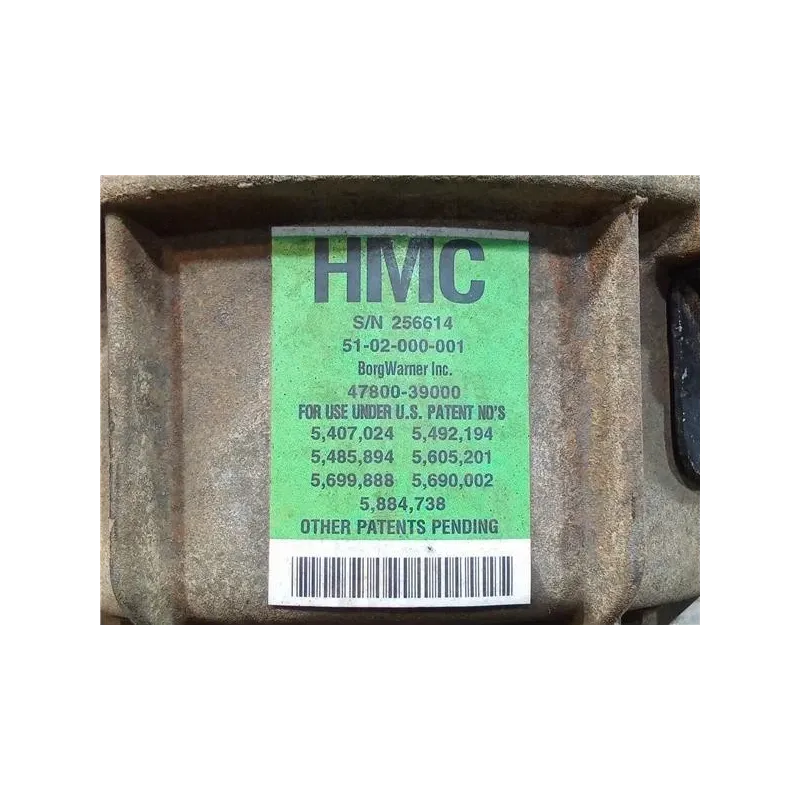 HMC
S/N 256614
51-02-000-001
BorgWarner Inc.
47800-39000
FOR USE UNDER U.S. PATENT NO'S
5,407,024 5,492,194
5,485,894 5,605,201
5,699,888 5,690,002
5,884,738
OTHER PATENTS PENDING